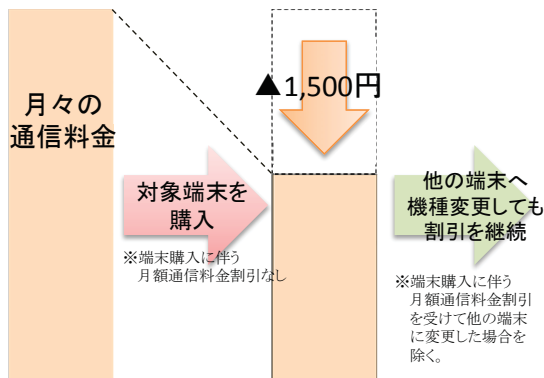 月々の
通信料金
▲1,500円
対象端末を
購入
※端末購入に伴う
月額通信料金割引なし
他の端末へ
機種変更しても
割引を継続
※端末購入に伴う
月額通信料金割引
を受けて他の端末
に変更した場合を
除く。